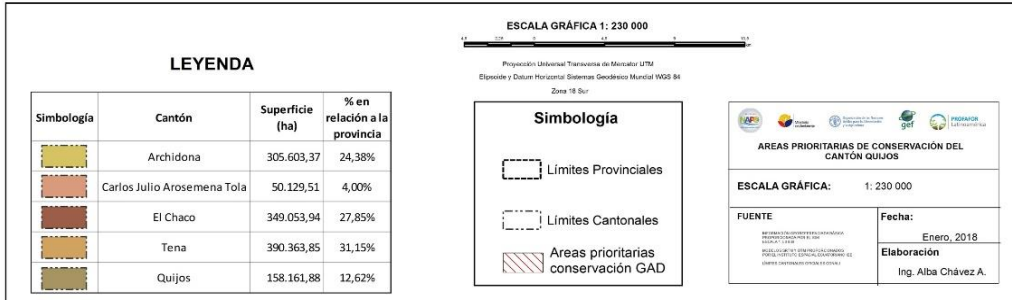 LEYENDA
Simbología Cantón Superficie (ha) % en relación a la provincia
Archidona 305.603,37 24,38%
Carlos Julio Arosemena Tola 50.129,51 4,00%
El Chaco 349.053,94 27,85%
Tena 390.363,85 31,15%
Quijos 158.161,88 12,62%
ESCALA GRÁFICA 1: 230 000
Proyección Universal Transversa de Mercator UTM
Elipsoide y Datum Horizontal Sistemas Geodésico Mundial WGS 84
Zona 18 Sur
Simbología
Límites Provinciales
Límites Cantonales
Areas prioritarias
conservación GAD
gef
PROFAFOR
Latinoamérica
AREAS PRIORITARIAS DE CONSERVACIÓN DEL
CANTÓN QUIJOS
ESCALA GRÁFICA: 1: 230 000
FUENTE
Fecha:
Enero, 2018
Elaboración
Ing. Alba Chávez A.